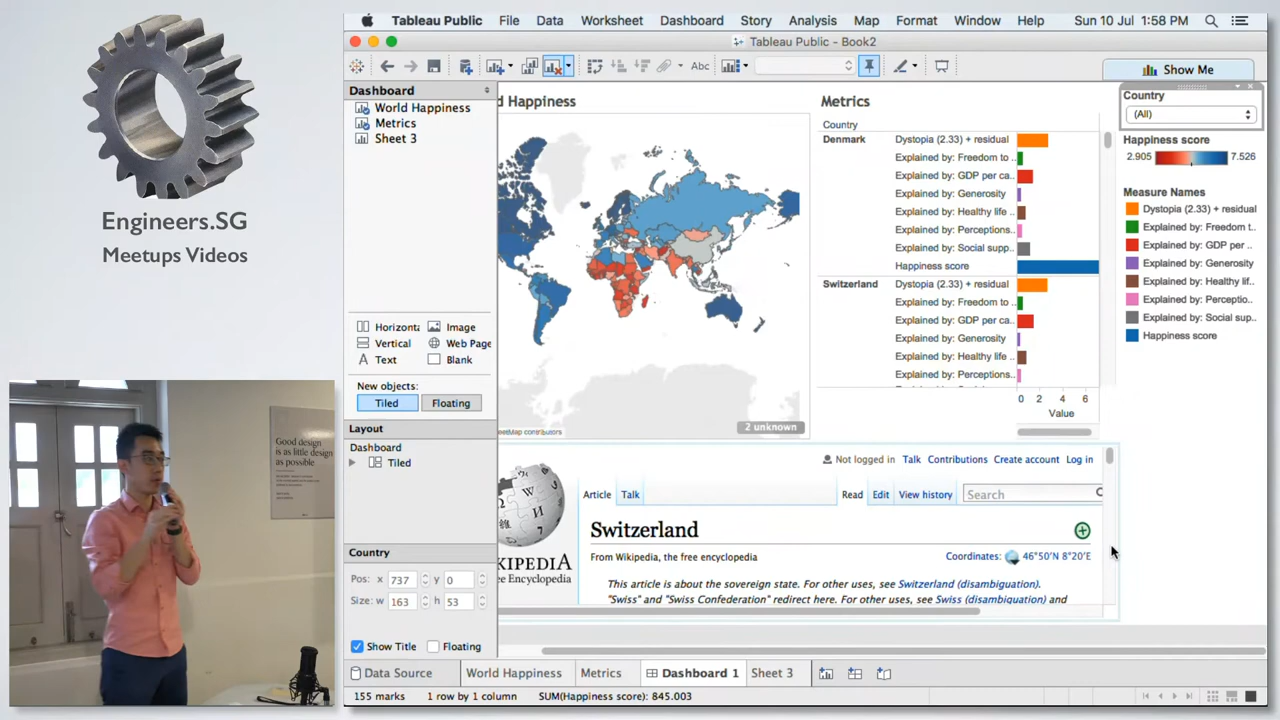 Engineers.SG
Meetups Videos
Good design
is as little design
as possible
Tableau Public File Data Worksheet Dashboard Story Analysis Map Format Window Help Sun 10 Jul 1:58 PM
Tableau Public - Book2
Abc
Show Me
Dashboard
World Happiness
Metrics
Sheet 3
Horizonta
Image
Vertical
Web Page
Text
Blank
New objects:
Tiled
Floating
Layout
Dashboard
Tiled
Country
Pos: x 737 y 0
Size: w 163 h 53
Show Title
Floating
d Happiness
2 unknown
Metrics
Country
Denmark
Dystopia (2.33) + residual
Explained by: Freedom to ..
Explained by: GDP per ca..
Explained by: Generosity
Explained by: Healthy life ..
Explained by: Perceptions..
Explained by: Social supp..
Happiness score
Switzerland
Dystopia (2.33) + residual
Explained by: Freedom to ..
Explained by: GDP per ca..
Explained by: Generosity
Explained by: Healthy life ..
Explained by: Perceptions..
0 2 4 6
Value
Country
(All)
Happiness score
2.905 7.526
Measure Names
Dystopia (2.33) + residual
Explained by: Freedom t..
Explained by: GDP per ..
Explained by: Generosity
Explained by: Healthy lif..
Explained by: Perceptio..
Explained by: Social sup..
Happiness score
Not logged in Talk Contributions Create account Log in
Article Talk Read Edit View history Search
KIPEDIA
ee Encyclopedia
Switzerland
From Wikipedia, the free encyclopedia
Coordinates: 46°50′N 8°20′E
This article is about the sovereign state. For other uses, see Switzerland (disambiguation).
"Swiss" and "Swiss Confederation" redirect here. For other uses, see Swiss (disambiguation) and
Data Source World Happiness Metrics Dashboard 1 Sheet 3
155 marks 1 row by 1 column SUM(Happiness score): 845.003